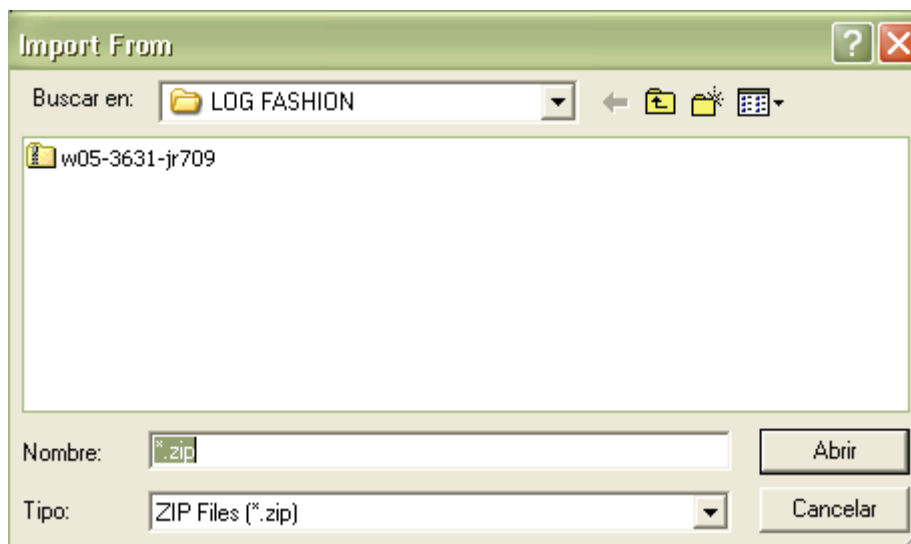 Import From
Buscar en: LOG FASHION
w05-3631-jr709
Nombre: *.zip Abrir
Tipo: ZIP Files (*.zip) Cancelar